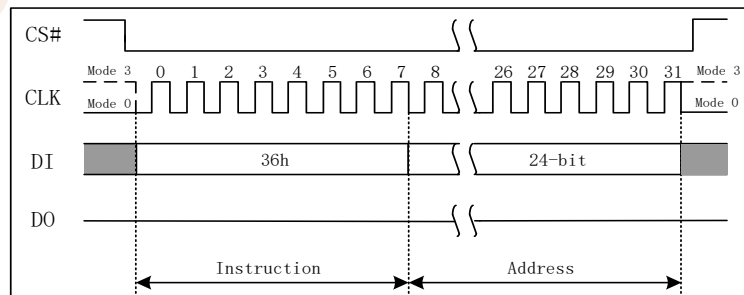 CS#
Mode 3 0 1 2 3 4 5 6 7 8 26 27 28 29 30 31 Mode 3
CLK
Mode 0 Mode 0
DI 36h 24-bit
DO
Instruction Address